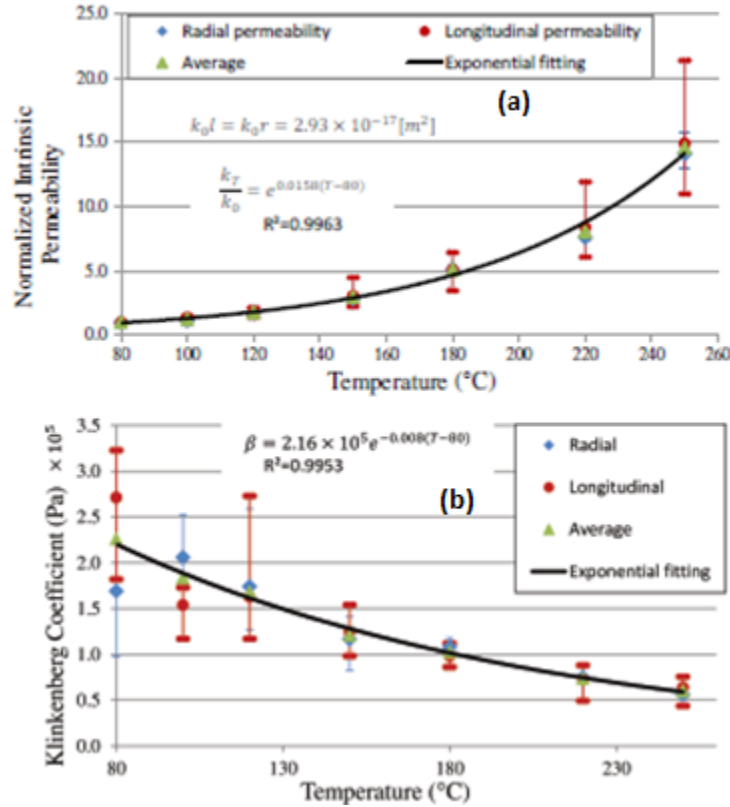 25.0
Radial permeability
Longitudinal permeability
Average
Exponential fitting
20.0
(a)
k₀l = k₀r = 2.93 × 10⁻¹⁷[m²]
15.0
k_T/k_0 = e^{0.0158(T−80)}
R²=0.9963
10.0
5.0
0.0
Normalized Intrinsic
Permeability
80 100 120 140 160 180 200 220 240 260
Temperature (°C)
3.5
β = 2.16 × 10⁵e^{−0.008(T−80)}
R²=0.9953
Radial
3.0
(b)
Longitudinal
2.5
Average
2.0
Exponential fitting
1.5
1.0
0.5
0.0
Klinkenberg Coefficient (Pa) × 10⁵
80 130 180 230
Temperature (°C)